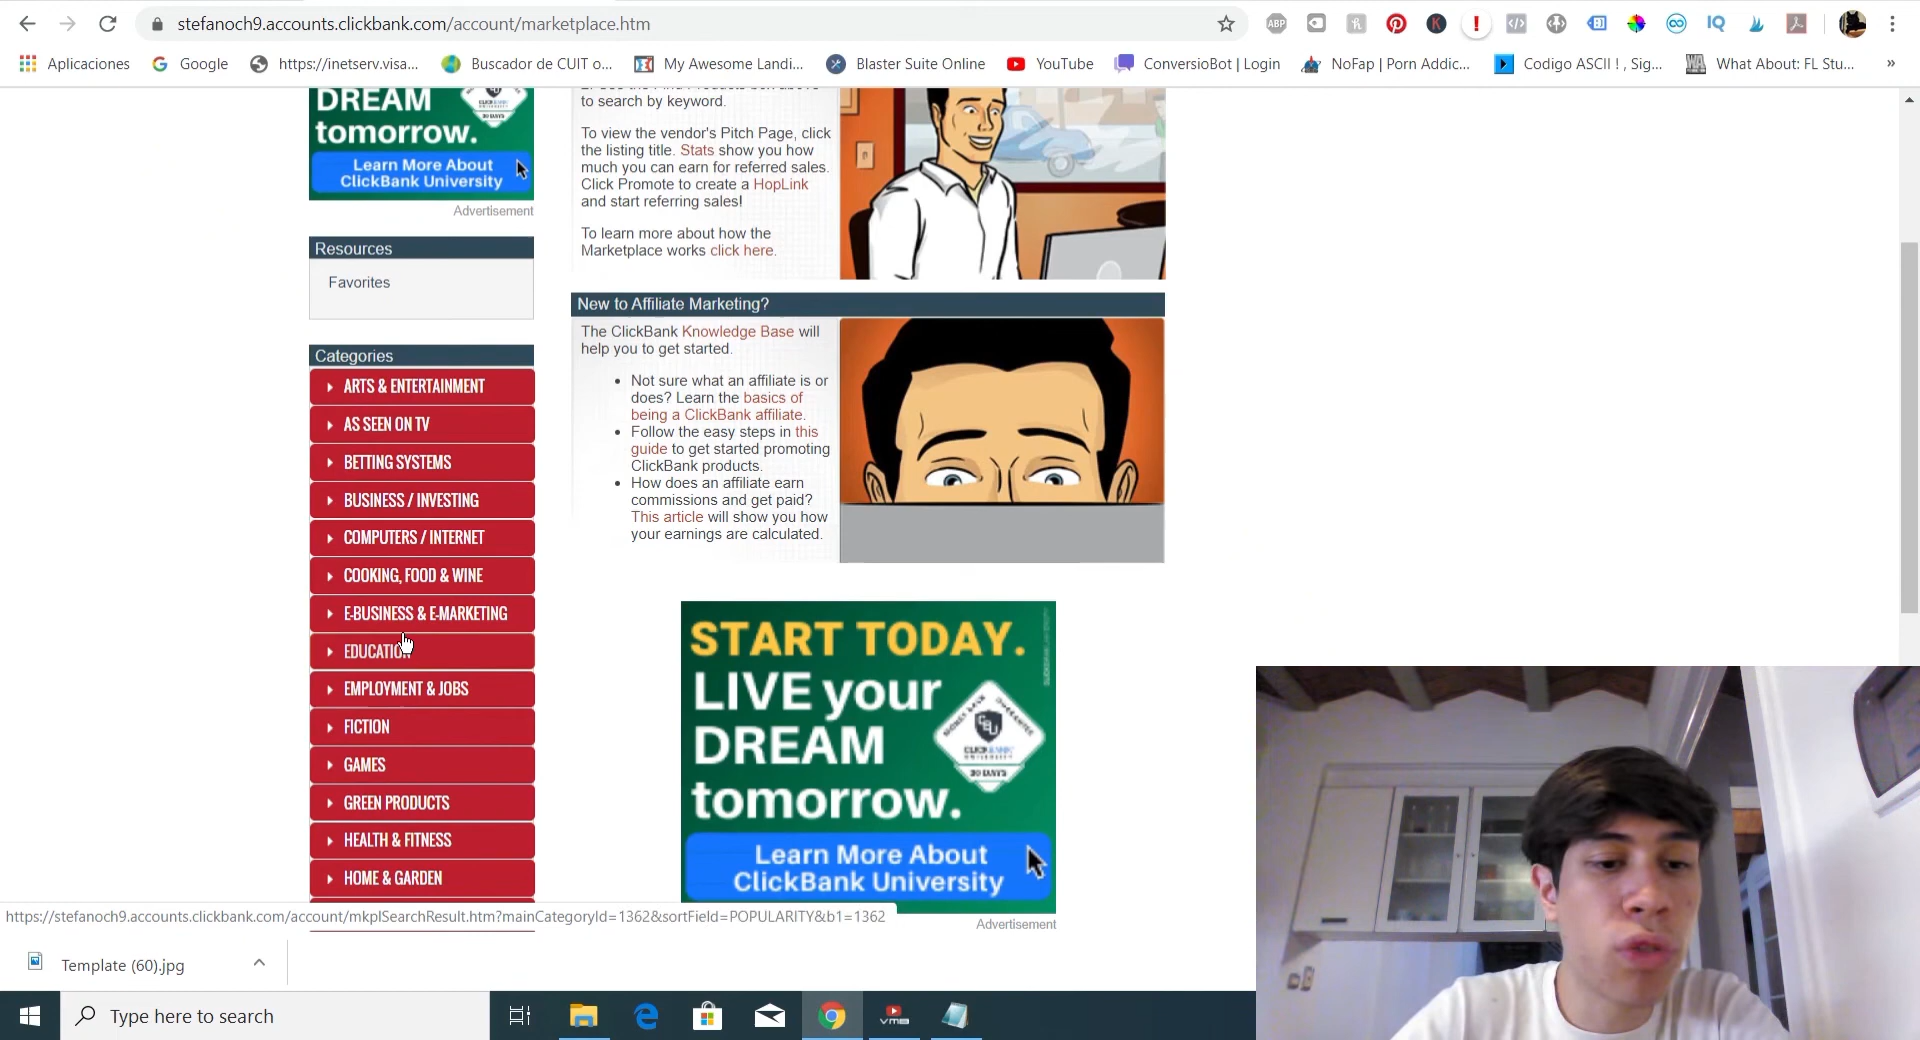 stefanoch9.accounts.clickbank.com/account/marketplace.htm
Aplicaciones
Google
https://inetserv.visa...
Buscador de CUIT o...
My Awesome Landi...
Blaster Suite Online
YouTube
ConversioBot | Login
NoFap | Porn Addic...
Codigo ASCII ! , Sig...
What About: FL Stu...
»
DREAM
tomorrow.
Learn More About
ClickBank University
Advertisement
Resources
Favorites
Categories
ARTS & ENTERTAINMENT
AS SEEN ON TV
BETTING SYSTEMS
BUSINESS / INVESTING
COMPUTERS / INTERNET
COOKING, FOOD & WINE
E-BUSINESS & E-MARKETING
EDUCATION
EMPLOYMENT & JOBS
FICTION
GAMES
GREEN PRODUCTS
HEALTH & FITNESS
HOME & GARDEN
to search by keyword.
To view the vendor's Pitch Page, click
the listing title. Stats show you how
much you can earn for referred sales.
Click Promote to create a HopLink
and start referring sales!
To learn more about how the
Marketplace works click here.
New to Affiliate Marketing?
The ClickBank Knowledge Base will
help you to get started.
Not sure what an affiliate is or
does? Learn the basics of
being a ClickBank affiliate.
Follow the easy steps in this
guide to get started promoting
ClickBank products.
How does an affiliate earn
commissions and get paid?
This article will show you how
your earnings are calculated.
START TODAY.
LIVE your
DREAM
tomorrow.
CBU
CLICKBANK
UNIVERSITY
30 DAYS
Learn More About
ClickBank University
Advertisement
https://stefanoch9.accounts.clickbank.com/account/mkplSearchResult.htm?mainCategoryId=1362&sortField=POPULARITY&b1=1362
Template (60).jpg
Type here to search